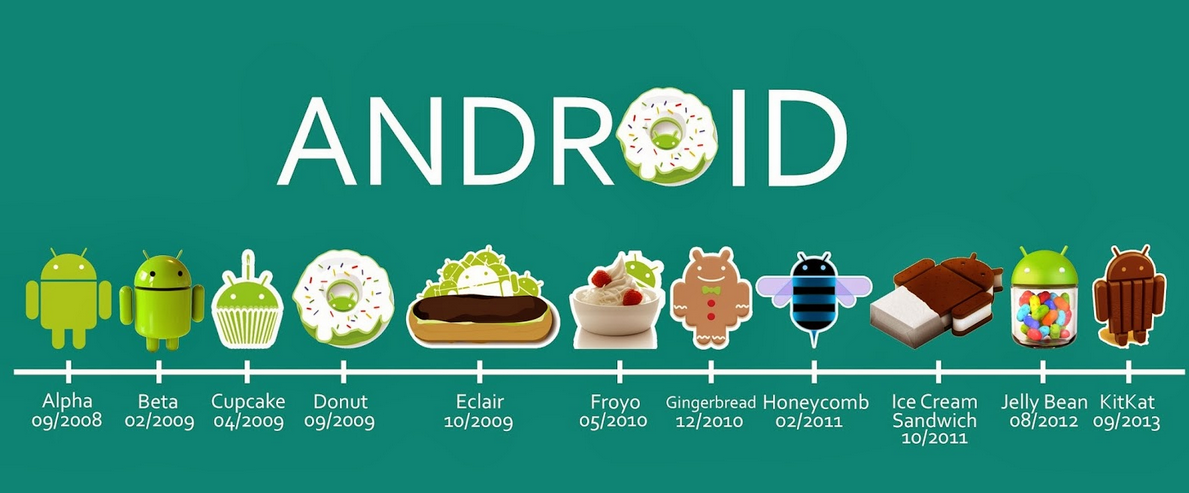 ANDROID
Alpha
09/2008
Beta
02/2009
Cupcake
04/2009
Donut
09/2009
Eclair
10/2009
Froyo
05/2010
Gingerbread
12/2010
Honeycomb
02/2011
Ice Cream
Sandwich
10/2011
Jelly Bean
08/2012
KitKat
09/2013